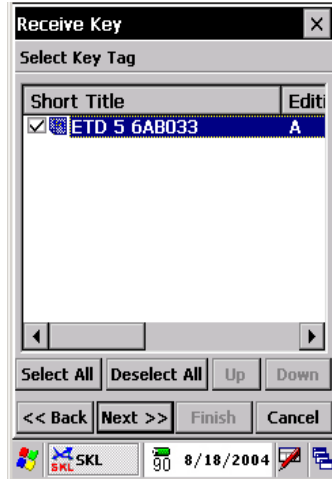 Receive Key
Select Key Tag
Short Title Editi
ETD 5 6AB033 A
Select All Deselect All Up Down
<< Back Next >> Finish Cancel
SKL SKL 90 8/18/2004